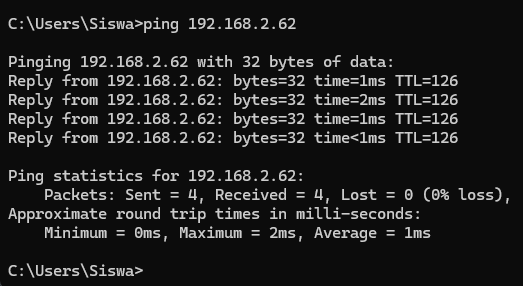 C:\Users\Siswa>ping 192.168.2.62
Pinging 192.168.2.62 with 32 bytes of data:
Reply from 192.168.2.62: bytes=32 time=1ms TTL=126
Reply from 192.168.2.62: bytes=32 time=2ms TTL=126
Reply from 192.168.2.62: bytes=32 time=1ms TTL=126
Reply from 192.168.2.62: bytes=32 time<1ms TTL=126
Ping statistics for 192.168.2.62:
    Packets: Sent = 4, Received = 4, Lost = 0 (0% loss),
Approximate round trip times in milli-seconds:
    Minimum = 0ms, Maximum = 2ms, Average = 1ms
C:\Users\Siswa>